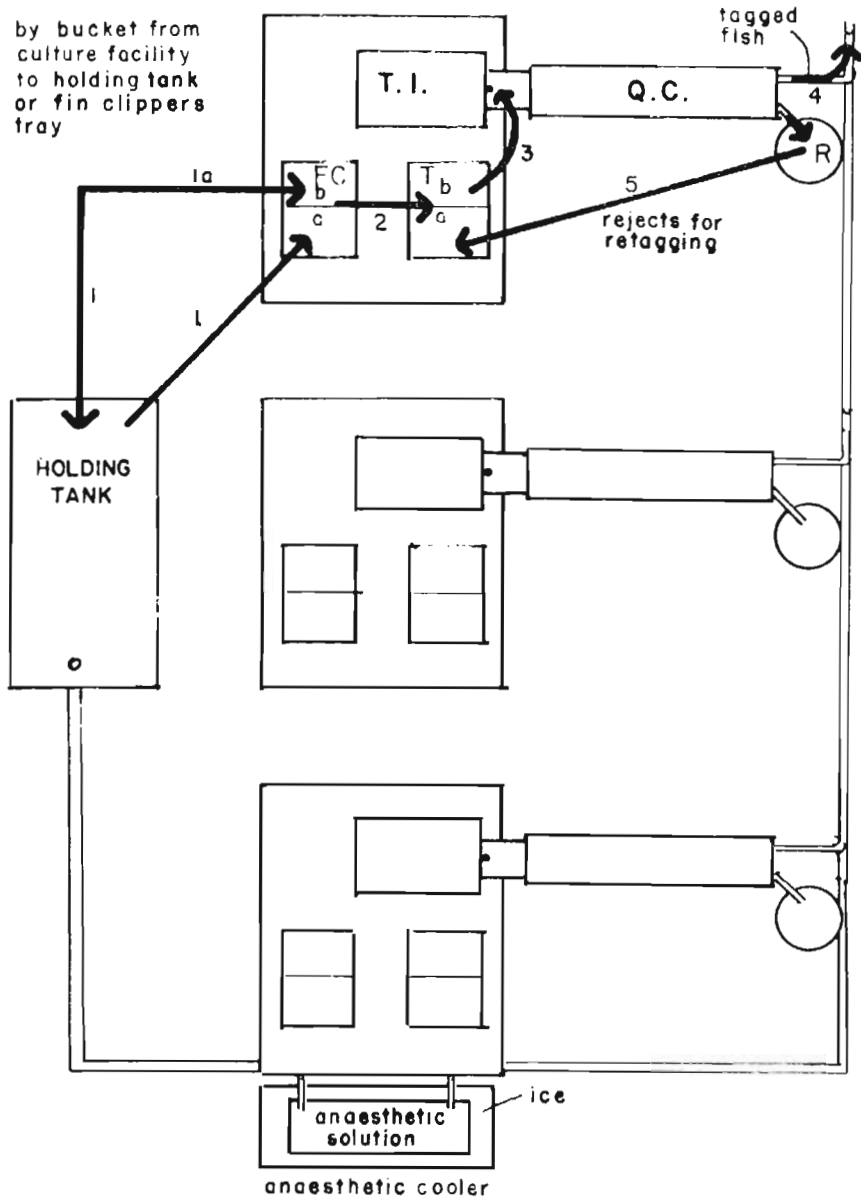 by bucket from
culture facility
to holding tank
or fin clippers
tray
tagged
fish
T. I.
Q.C.
4
3
R
1a
FC
b
a
2
T
b
a
5
rejects for
retagging
1
1
HOLDING
TANK
ice
anaesthetic
solution
anaesthetic cooler